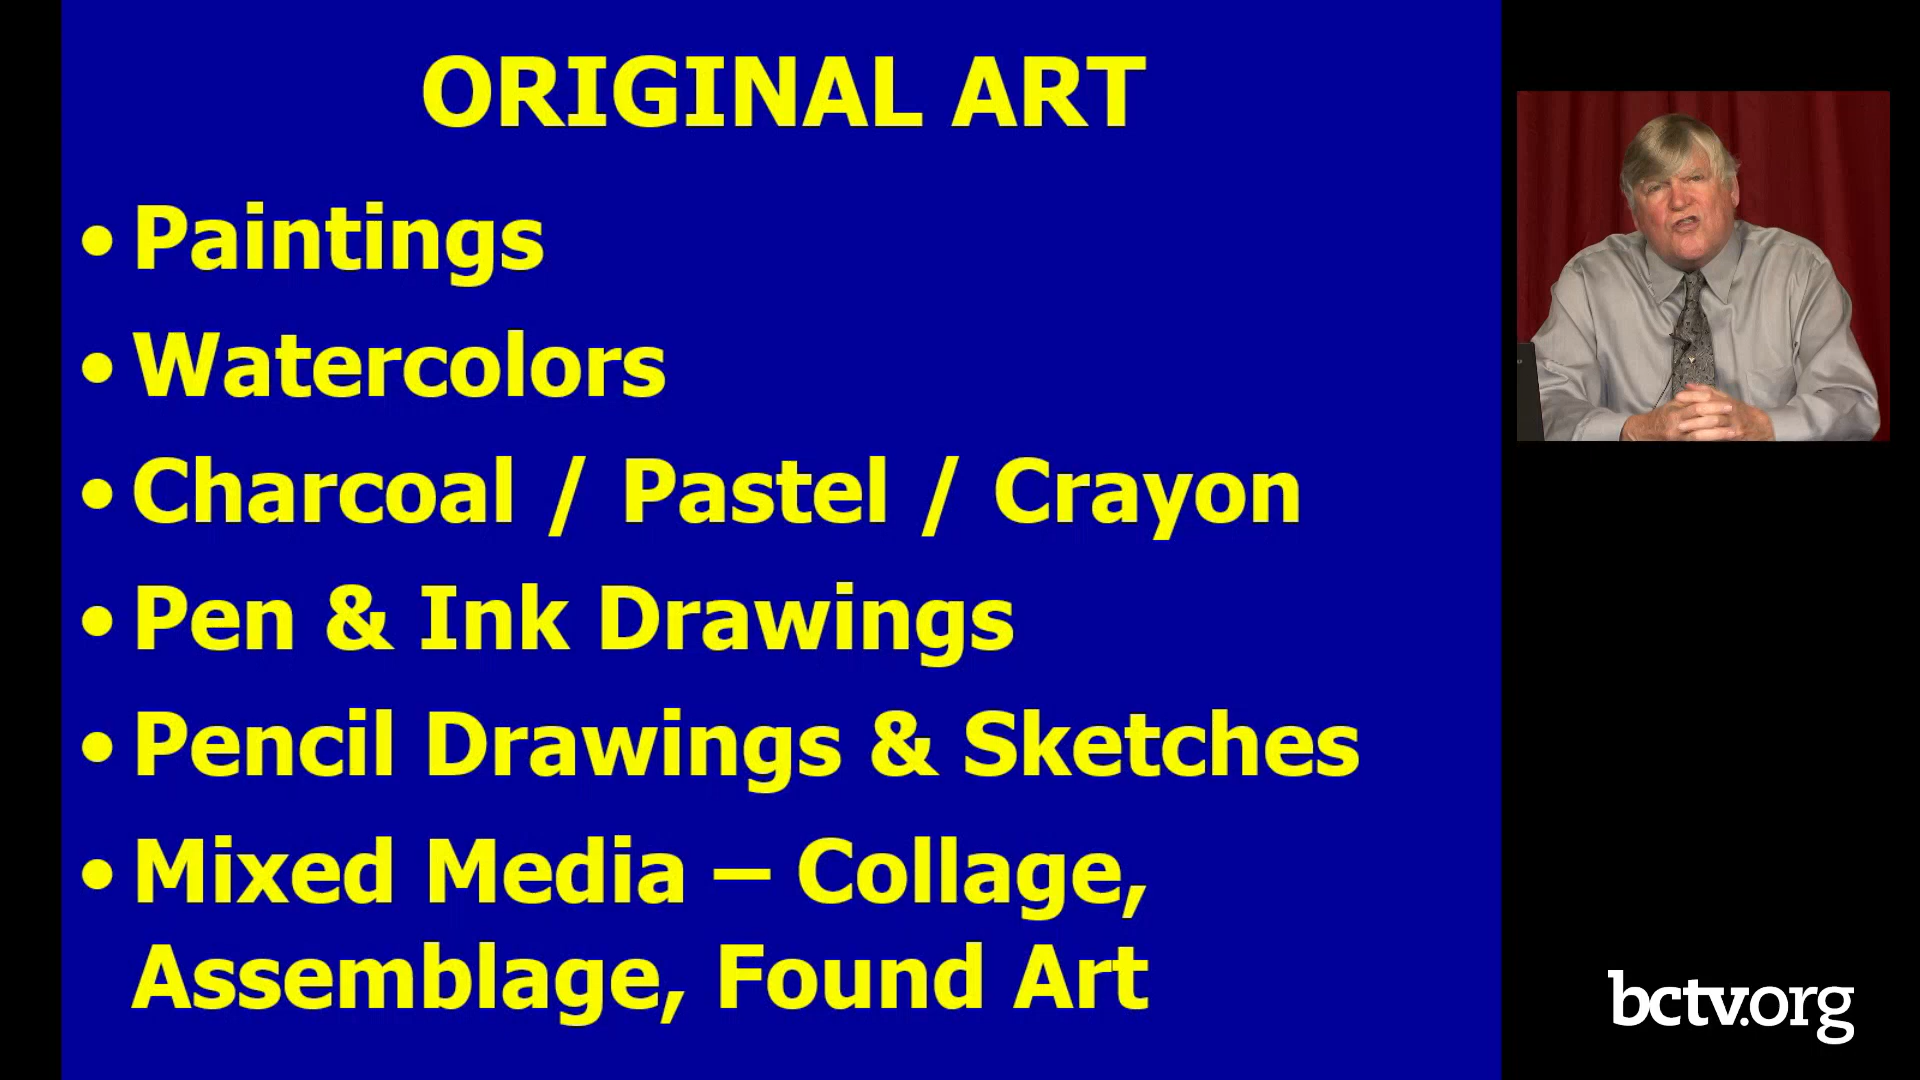 ORIGINAL ART
• Paintings
• Watercolors
• Charcoal / Pastel / Crayon
• Pen & Ink Drawings
• Pencil Drawings & Sketches
• Mixed Media – Collage,
Assemblage, Found Art
bctv.org